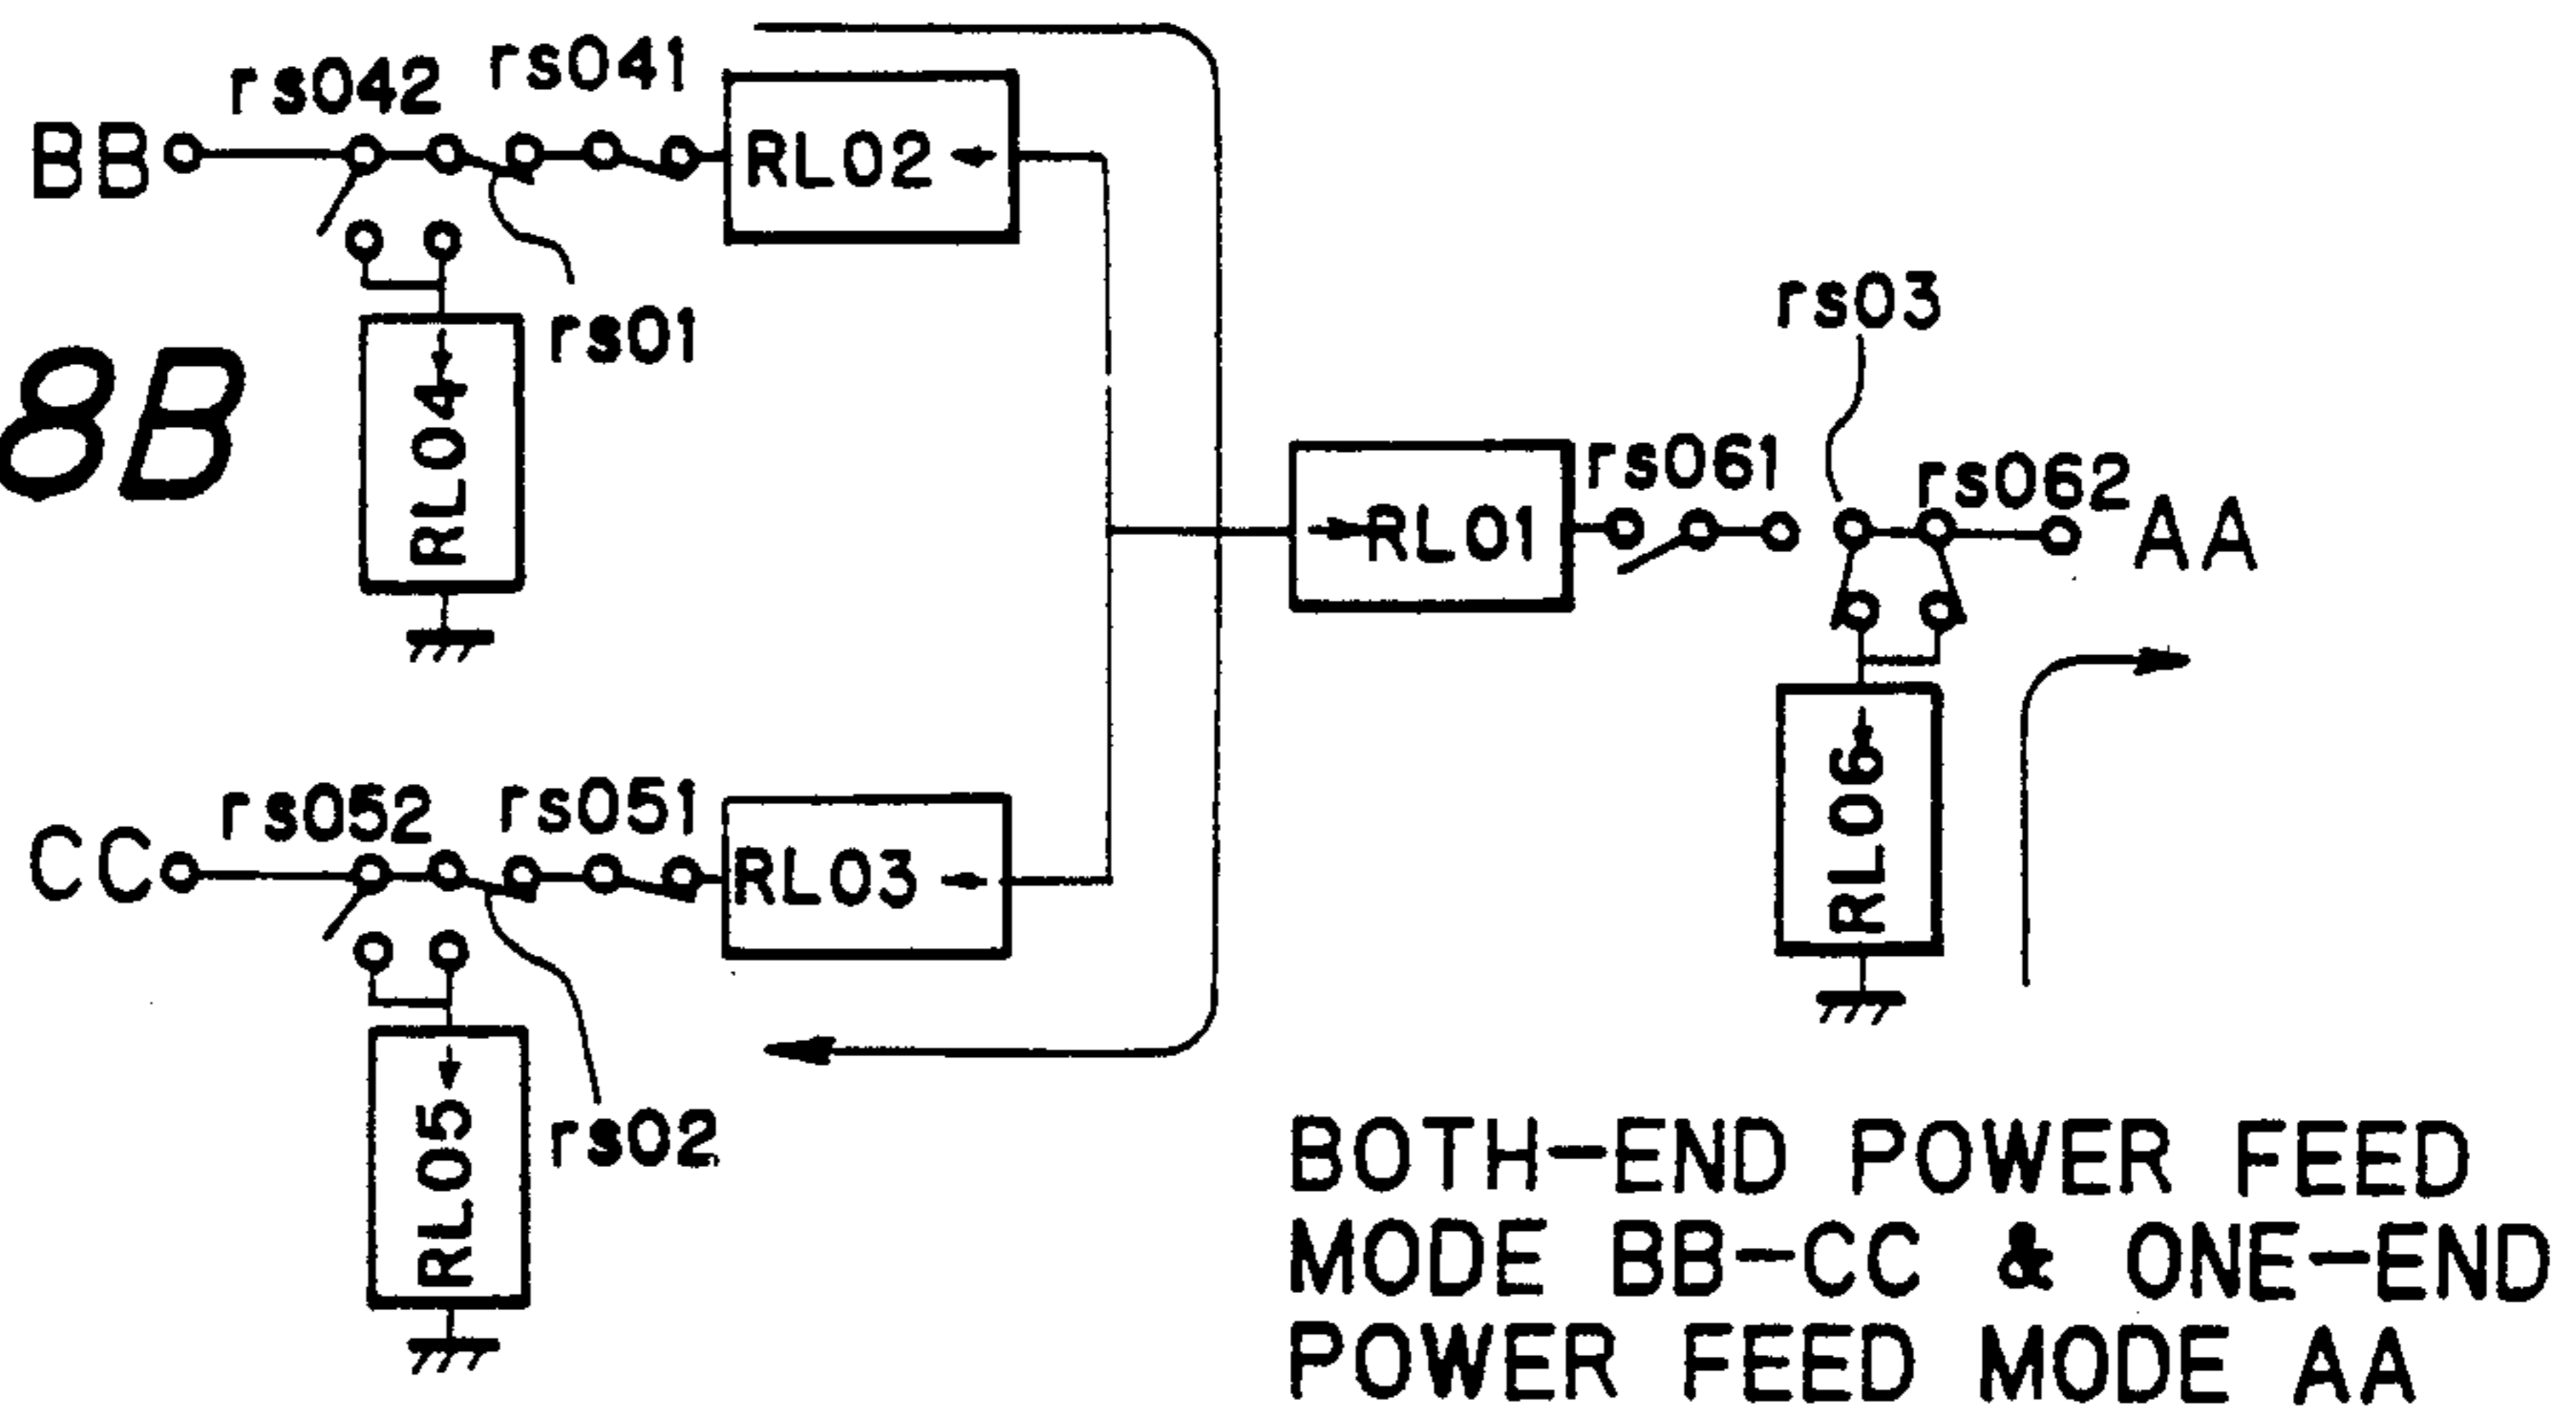 rs042 rs041
BB RL02
RL04 rs01
8B
rs03
RL01 rs061 rs062 AA
RL06
rs052 rs051
CC RL03
RL05 rs02
BOTH-END POWER FEED
MODE BB-CC & ONE-END
POWER FEED MODE AA